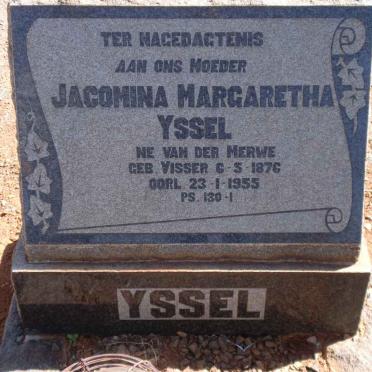 TER NAGEDAGTENIS
AAN ONS MOEDER
JACOMINA MARGARETHA
YSSEL
NE VAN DER MERWE
GEB. VISSER 6-5-1876
OORL. 23-1-1955
PS. 130-1
YSSEL